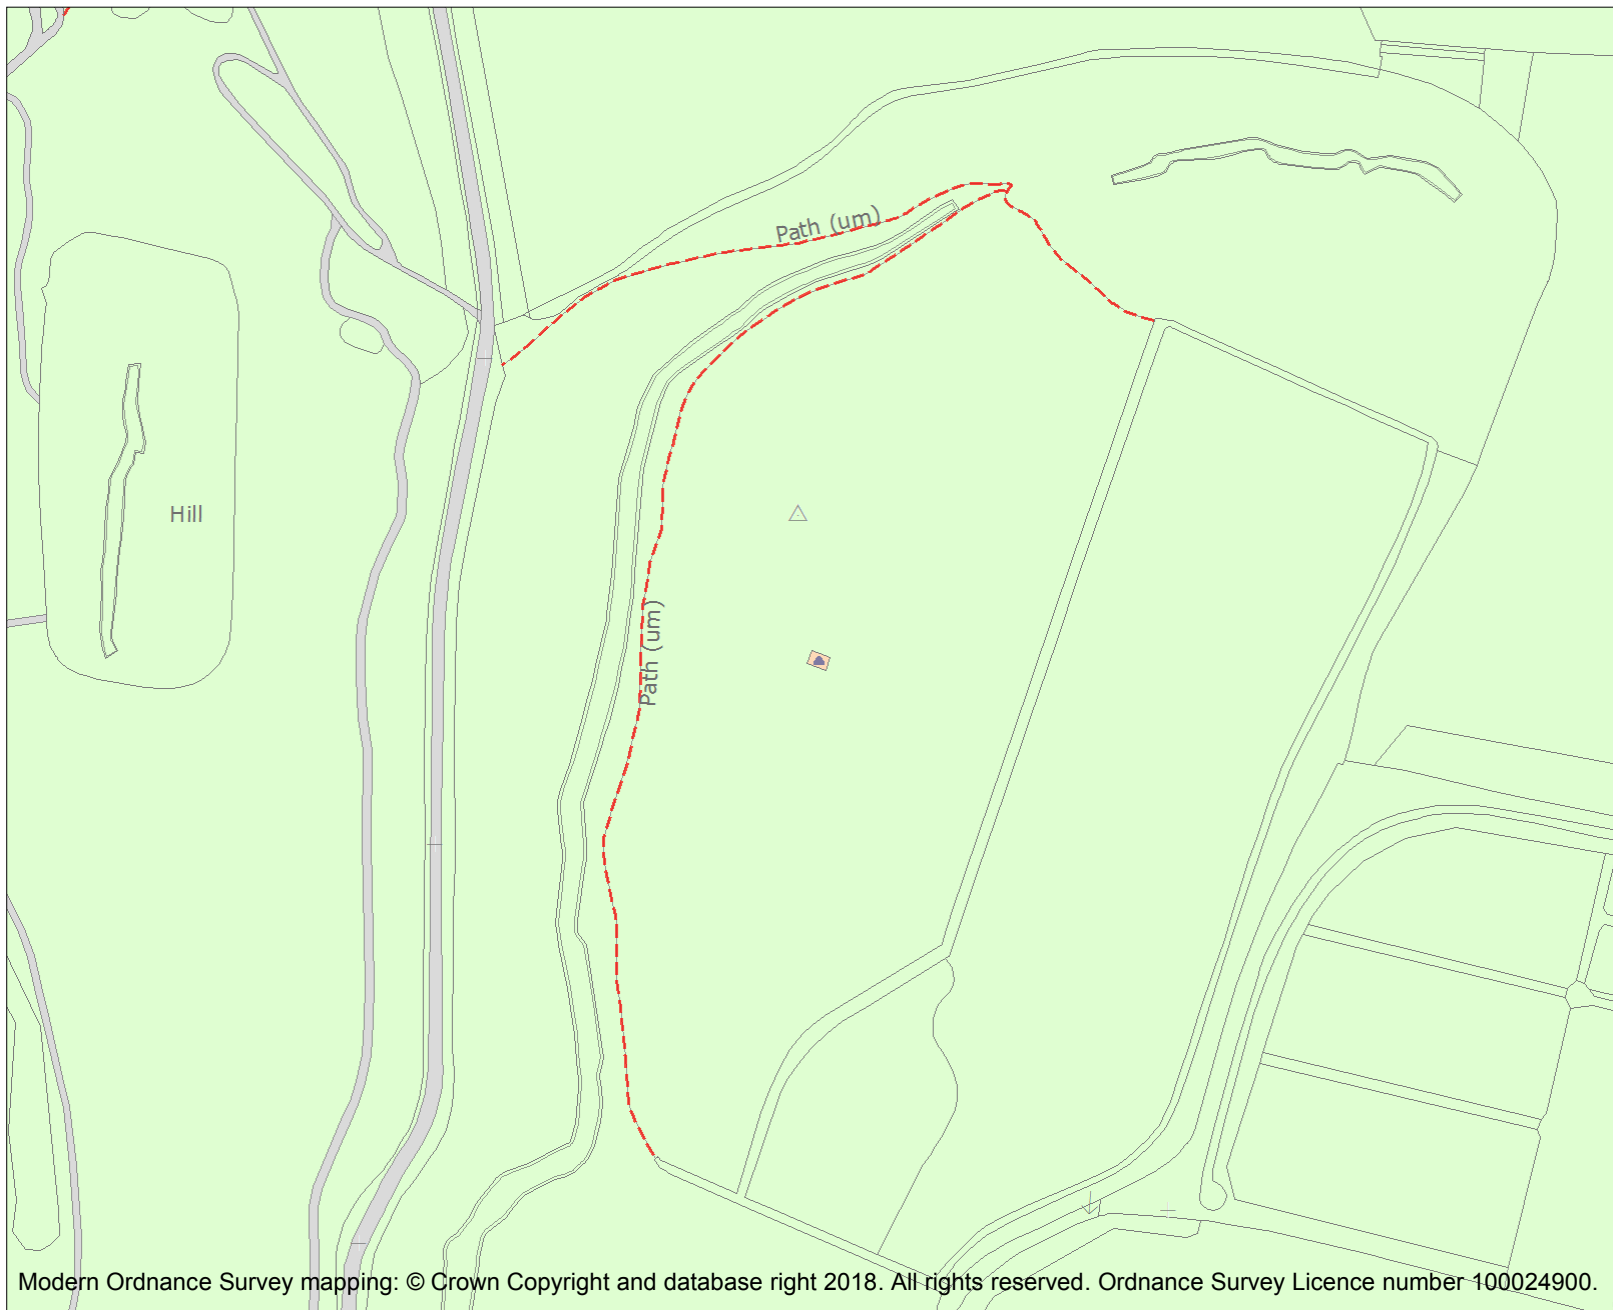 Path (um)
Hill
Path (um)
Modern Ordnance Survey mapping: © Crown Copyright and database right 2018. All rights reserved. Ordnance Survey Licence number 100024900.